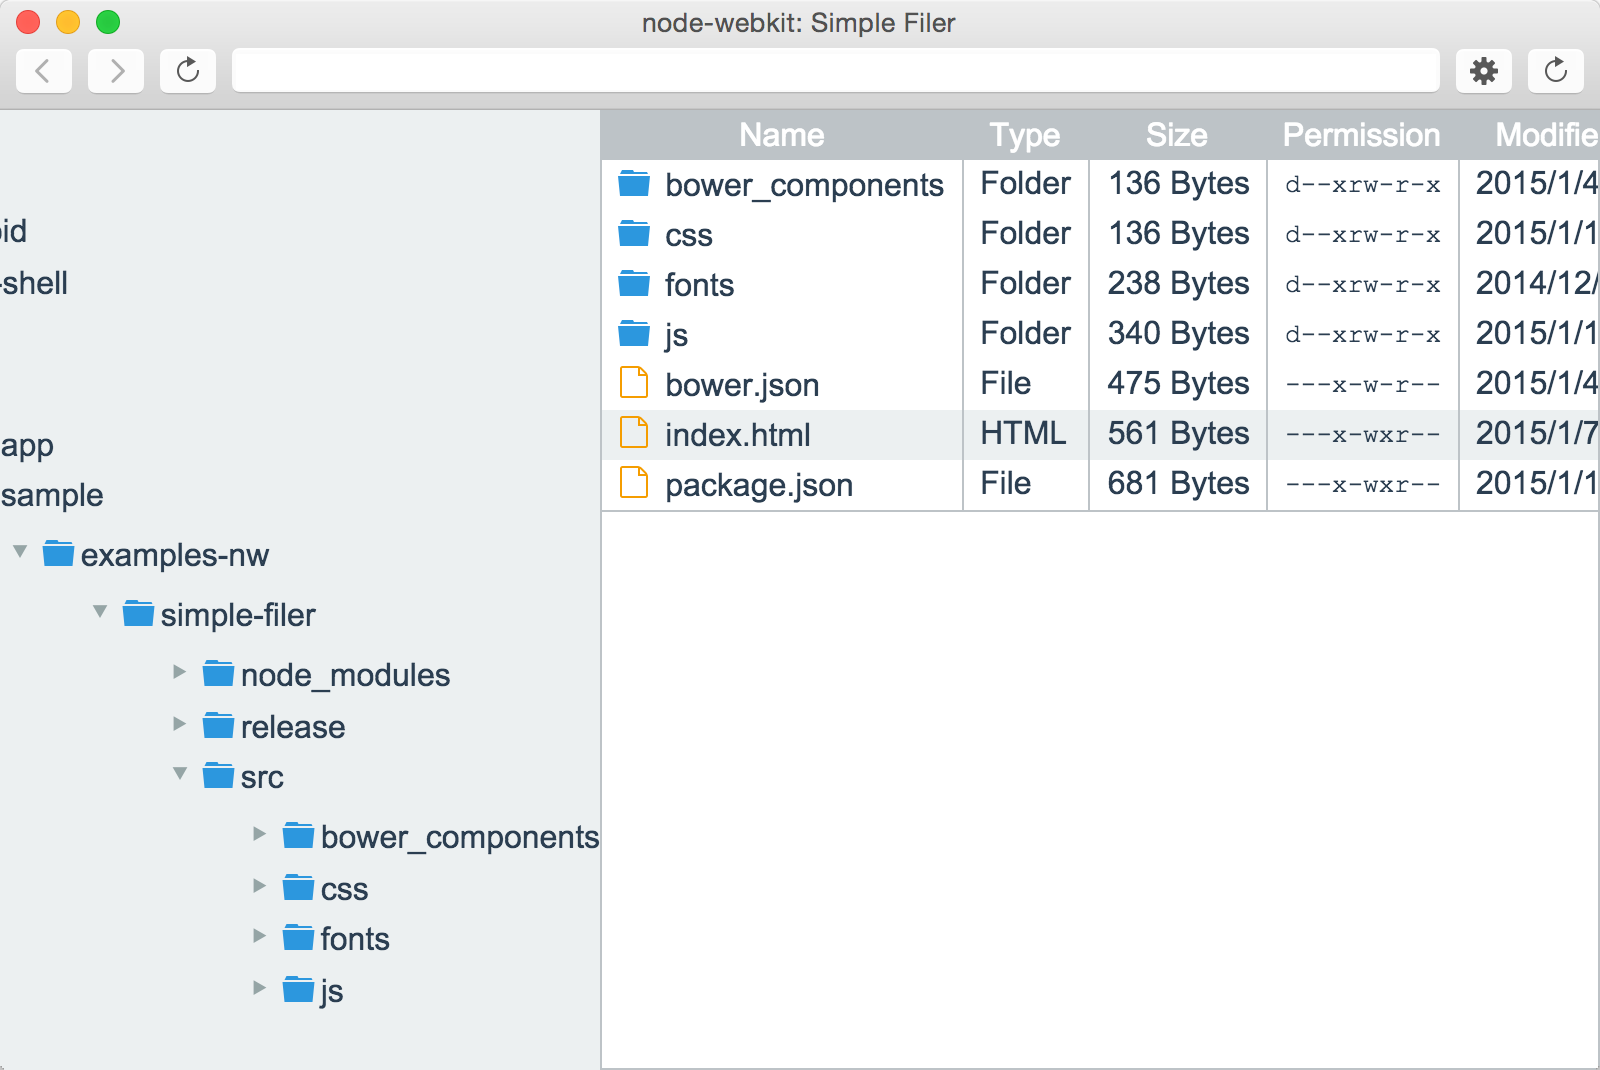 node-webkit: Simple Filer
Name Type Size Permission Modifie
bower_components Folder 136 Bytes d--xrw-r-x 2015/1/4
css Folder 136 Bytes d--xrw-r-x 2015/1/1
fonts Folder 238 Bytes d--xrw-r-x 2014/12/
js Folder 340 Bytes d--xrw-r-x 2015/1/1
bower.json File 475 Bytes ---x-w-r-- 2015/1/4
index.html HTML 561 Bytes ---x-wxr-- 2015/1/7
package.json File 681 Bytes ---x-wxr-- 2015/1/1
id
-shell
app
sample
examples-nw
simple-filer
node_modules
release
src
bower_components
css
fonts
js